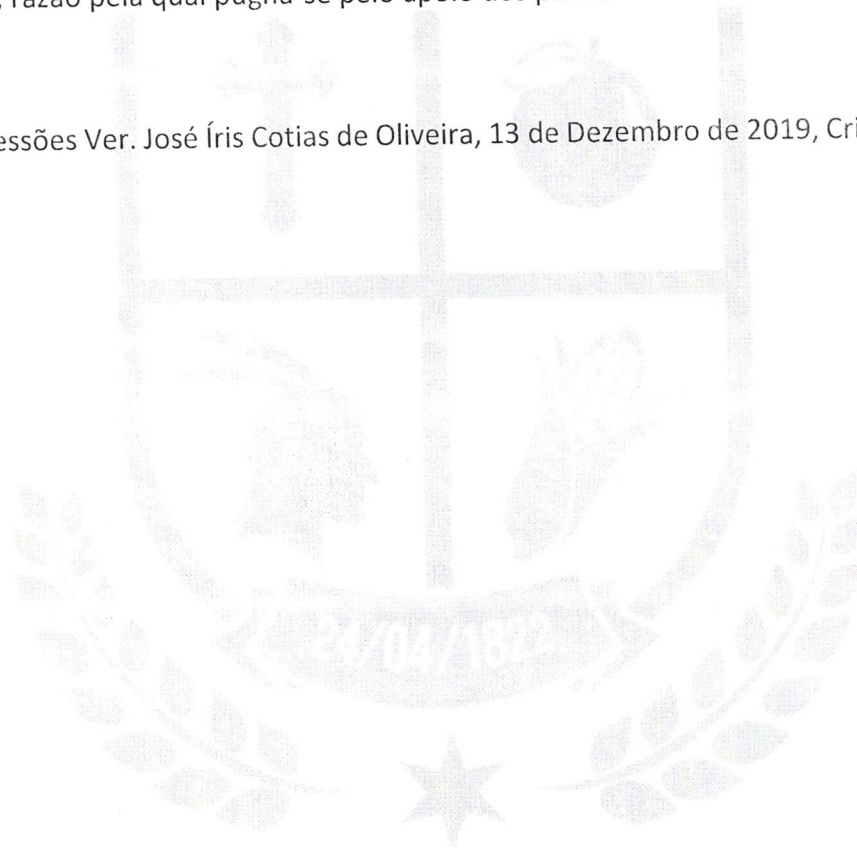 razão pela qual pugna-se pelo apoio dos
essões Ver. José Íris Cotias de Oliveira, 13 de Dezembro de 2019, Cri
24/04/1822